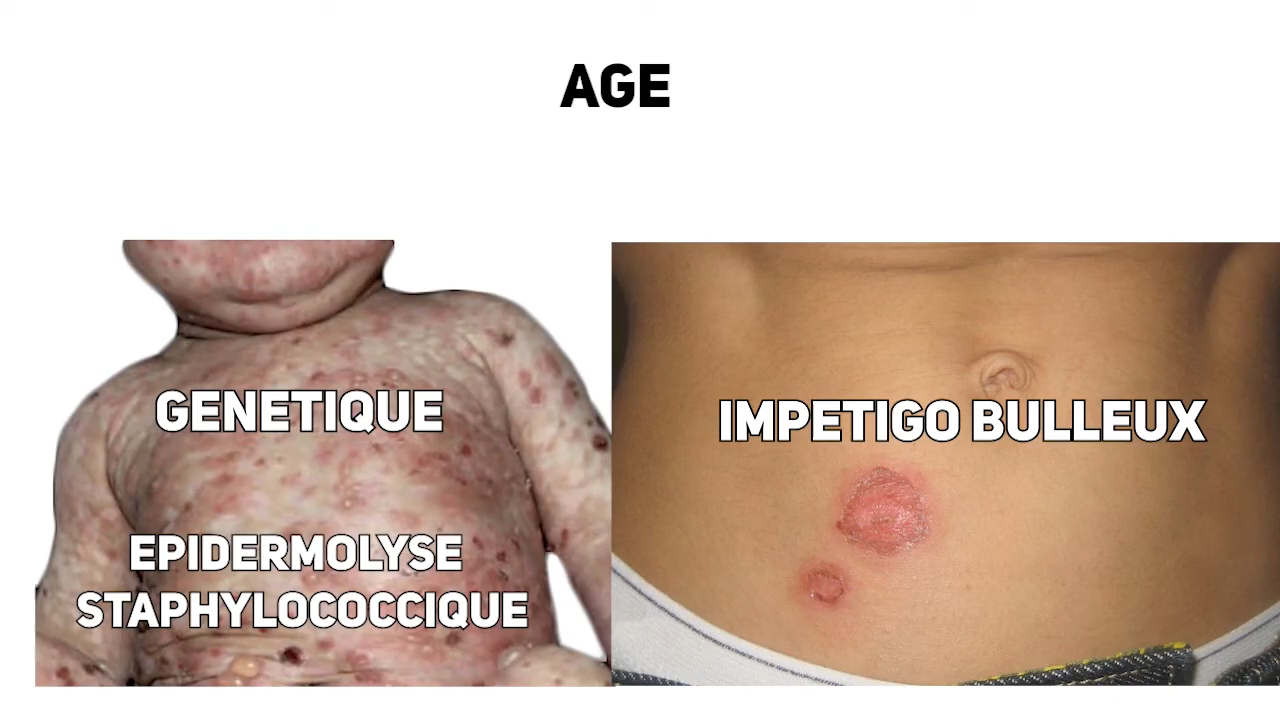 AGE
GENETIQUE
IMPETIGO BULLEUX
EPIDERMOLYSE
STAPHYLOCOCCIQUE